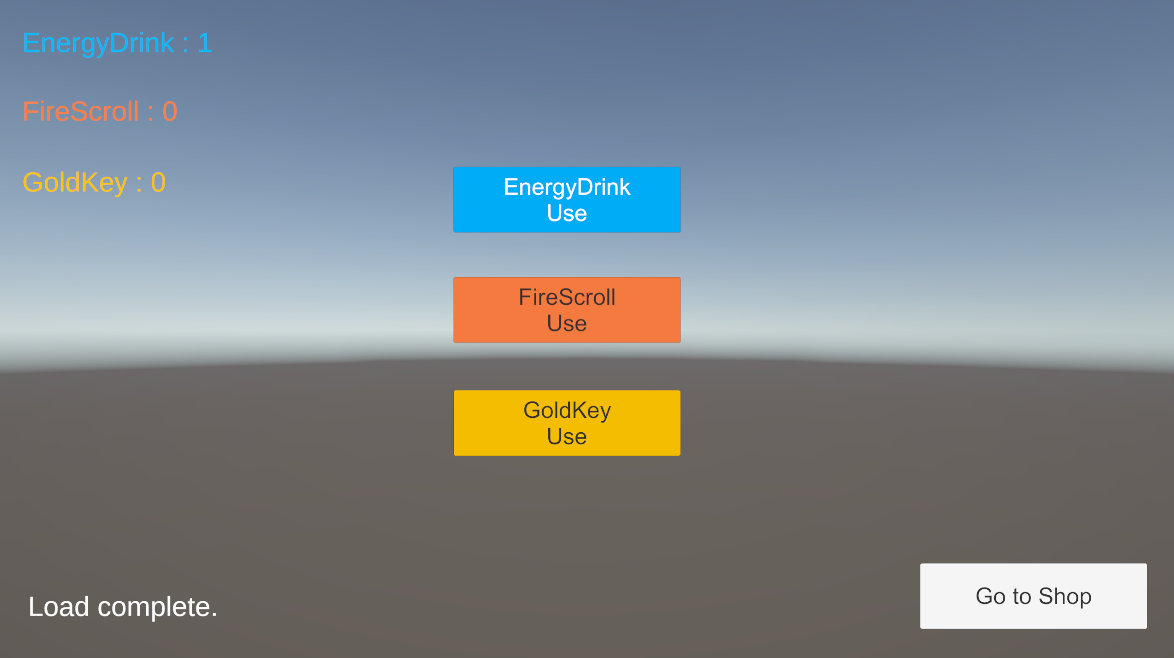 EnergyDrink : 1
FireScroll : 0
GoldKey : 0
EnergyDrink
Use
FireScroll
Use
GoldKey
Use
Load complete.
Go to Shop